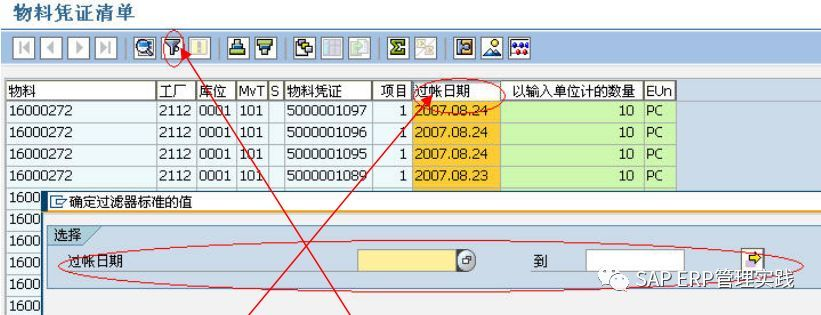 物料凭证清单
物料 工厂 库位 MvT S 物料凭证 项目 过帐日期 以输入单位计的数量 EUn
16000272 2112 0001 101 5000001097 1 2007.08.24 10 PC
16000272 2112 0001 101 5000001096 1 2007.08.24 10 PC
16000272 2112 0001 101 5000001095 1 2007.08.24 10 PC
16000272 2112 0001 101 5000001089 1 2007.08.23 10 PC
1600 确定过滤器标准的值
1600
1600 选择
1600 过帐日期 到
1600 SAP ERP管理实践
1600